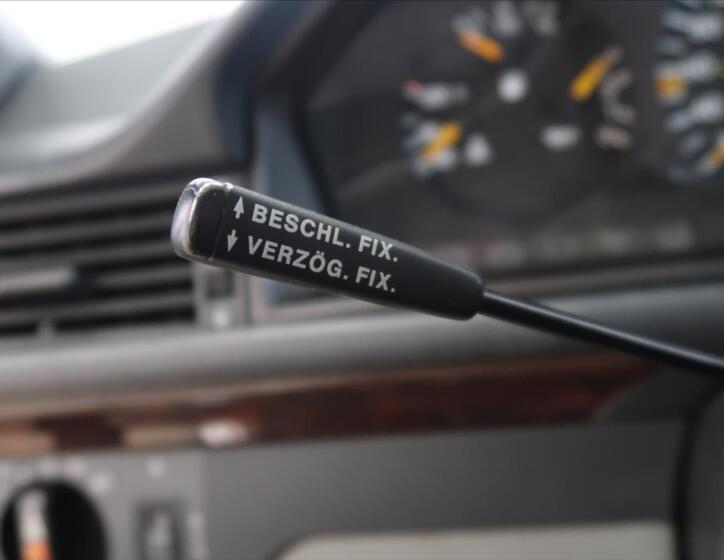 ↑ BESCHL. FIX.
↓ VERZÖG. FIX.